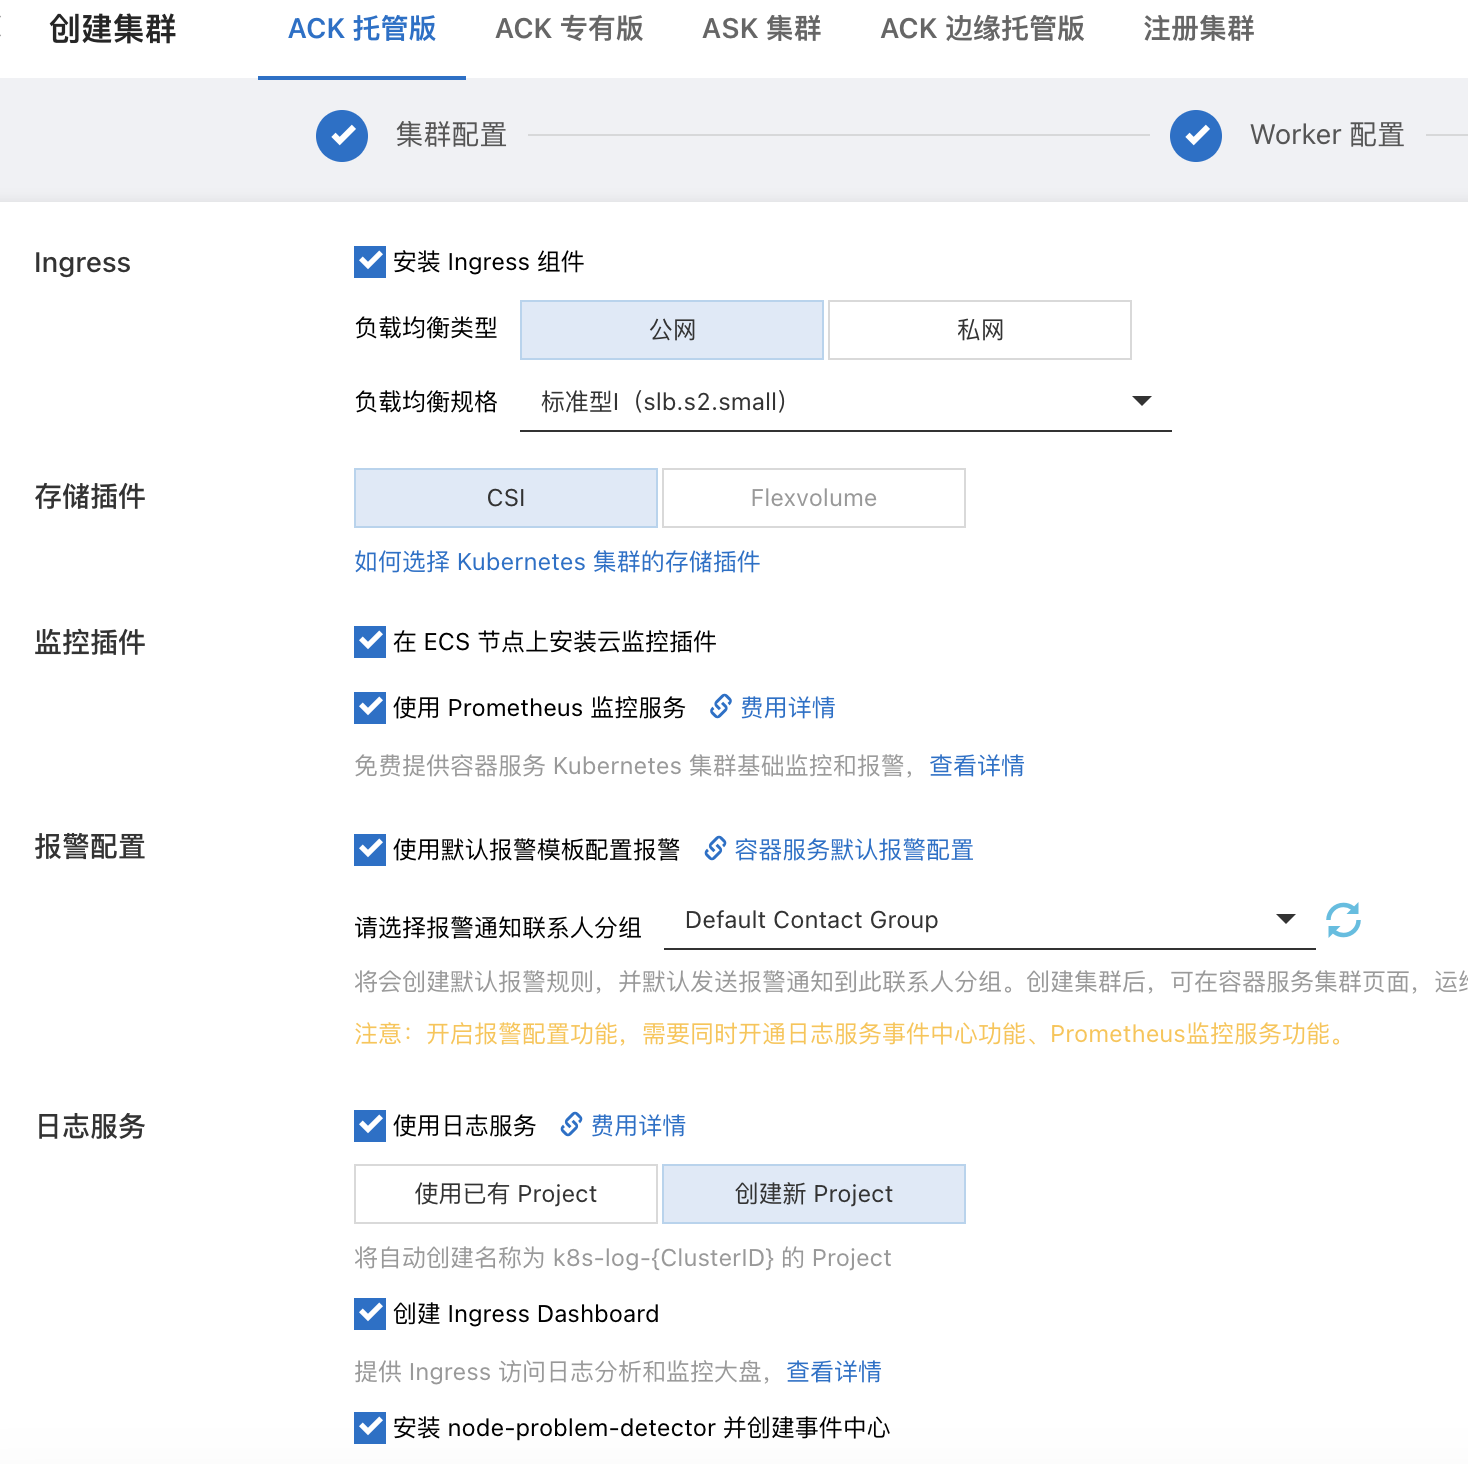 创建集群 ACK 托管版 ACK 专有版 ASK 集群 ACK 边缘托管版 注册集群
集群配置 Worker 配置
Ingress 安装 Ingress 组件
负载均衡类型 公网 私网
负载均衡规格 标准型I（slb.s2.small）
存储插件 CSI Flexvolume
如何选择 Kubernetes 集群的存储插件
监控插件 在 ECS 节点上安装云监控插件
使用 Prometheus 监控服务 费用详情
免费提供容器服务 Kubernetes 集群基础监控和报警，查看详情
报警配置 使用默认报警模板配置报警 容器服务默认报警配置
请选择报警通知联系人分组 Default Contact Group
将会创建默认报警规则，并默认发送报警通知到此联系人分组。创建集群后，可在容器服务集群页面，运
注意：开启报警配置功能，需要同时开通日志服务事件中心功能、Prometheus监控服务功能。
日志服务 使用日志服务 费用详情
使用已有 Project 创建新 Project
将自动创建名称为 k8s-log-{ClusterID} 的 Project
创建 Ingress Dashboard
提供 Ingress 访问日志分析和监控大盘，查看详情
安装 node-problem-detector 并创建事件中心